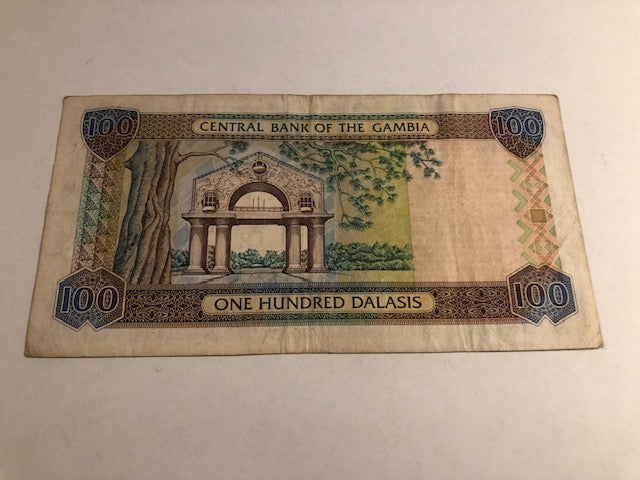 100 CENTRAL BANK OF THE GAMBIA 100
100 ONE HUNDRED DALASIS 100